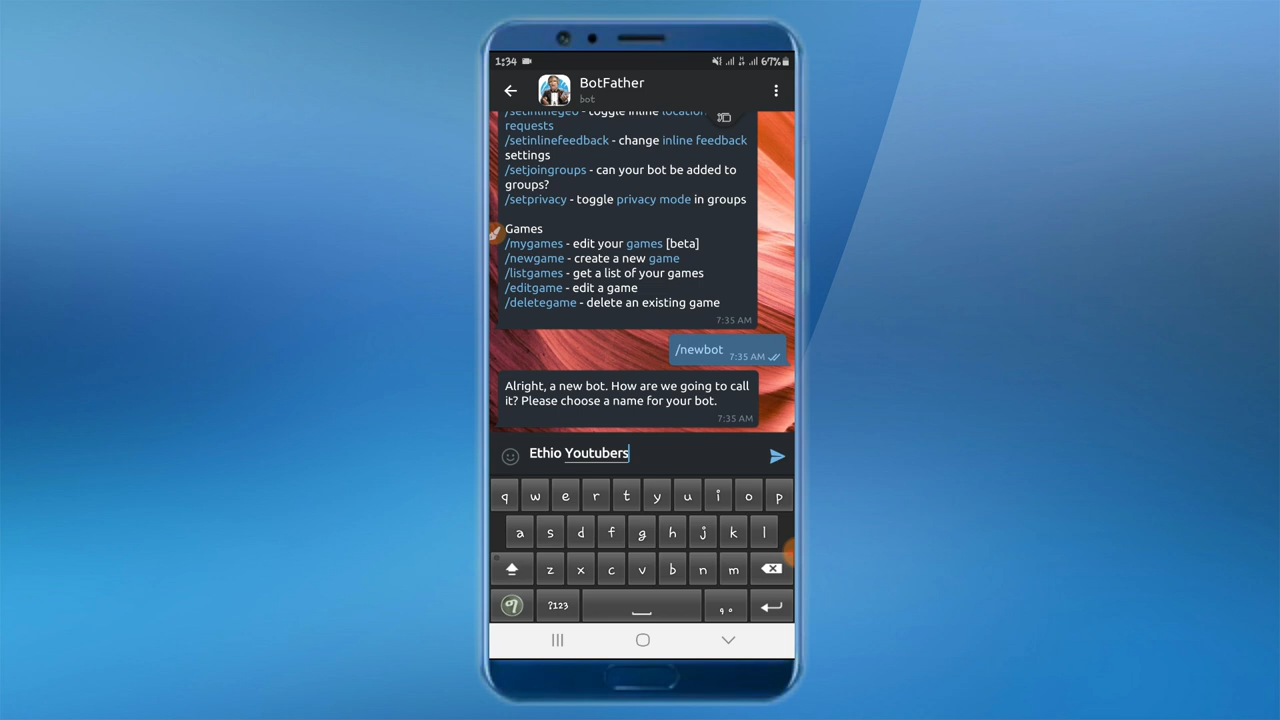 1:34 67%
BotFather
bot
/setinlinegeo - toggle inline location
requests
/setinlinefeedback - change inline feedback
settings
/setjoingroups - can your bot be added to
groups?
/setprivacy - toggle privacy mode in groups
Games
/mygames - edit your games [beta]
/newgame - create a new game
/listgames - get a list of your games
/editgame - edit a game
/deletegame - delete an existing game
7:35 AM
/newbot 7:35 AM
Alright, a new bot. How are we going to call
it? Please choose a name for your bot.
7:35 AM
Ethio Youtubers
q w e r t y u i o p
a s d f g h j k l
z x c v b n m
?123